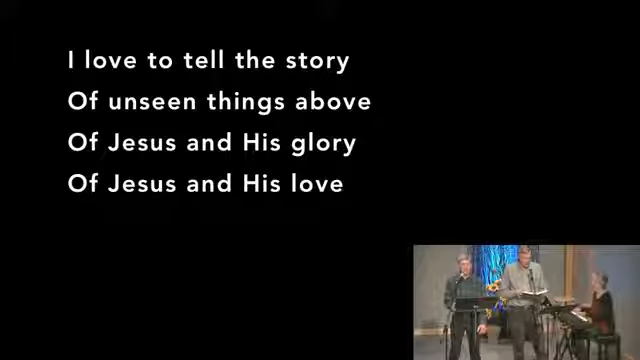 I love to tell the story
Of unseen things above
Of Jesus and His glory
Of Jesus and His love